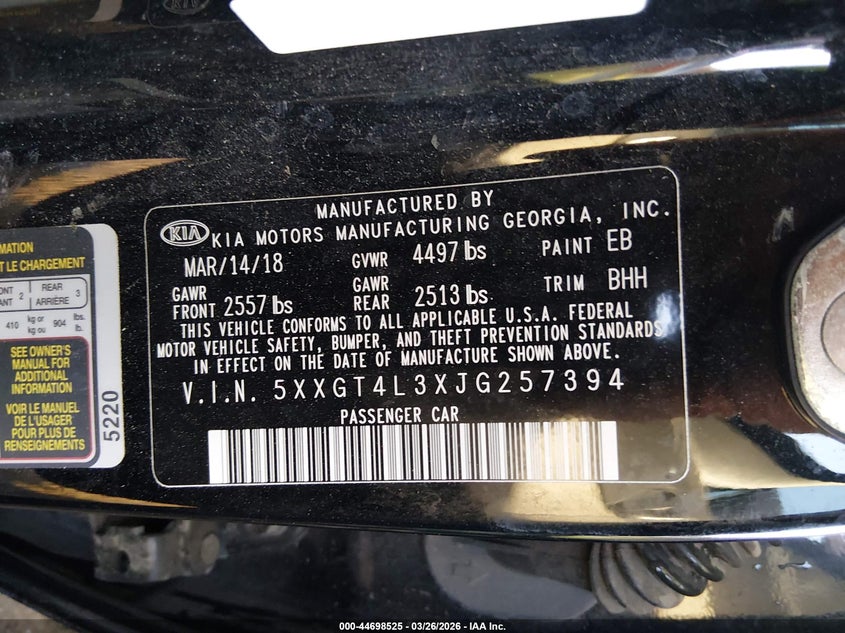 MANUFACTURED BY
KIA KIA MOTORS MANUFACTURING GEORGIA, INC.
MAR/14/18 GVWR 4497 lbs PAINT EB
GAWR FRONT 2557 lbs GAWR REAR 2513 lbs TRIM BHH
THIS VEHICLE CONFORMS TO ALL APPLICABLE U.S.A. FEDERAL
MOTOR VEHICLE SAFETY, BUMPER, AND THEFT PREVENTION STANDARDS
IN EFFECT ON THE DATE OF MANUFACTURE SHOWN ABOVE.
V.I.N. 5XXGT4L3XJG257394
PASSENGER CAR
LE CHARGEMENT
2 REAR ARRIÈRE 3
410 kg or kg ou 904 lbs. lb.
SEE OWNER'S
MANUAL FOR
ADDITIONAL
INFORMATION
VOIR LE MANUEL
DE L'USAGER
POUR PLUS DE
RENSEIGNEMENTS
5220
000-44698525 - 03/26/2026 - IAA Inc.